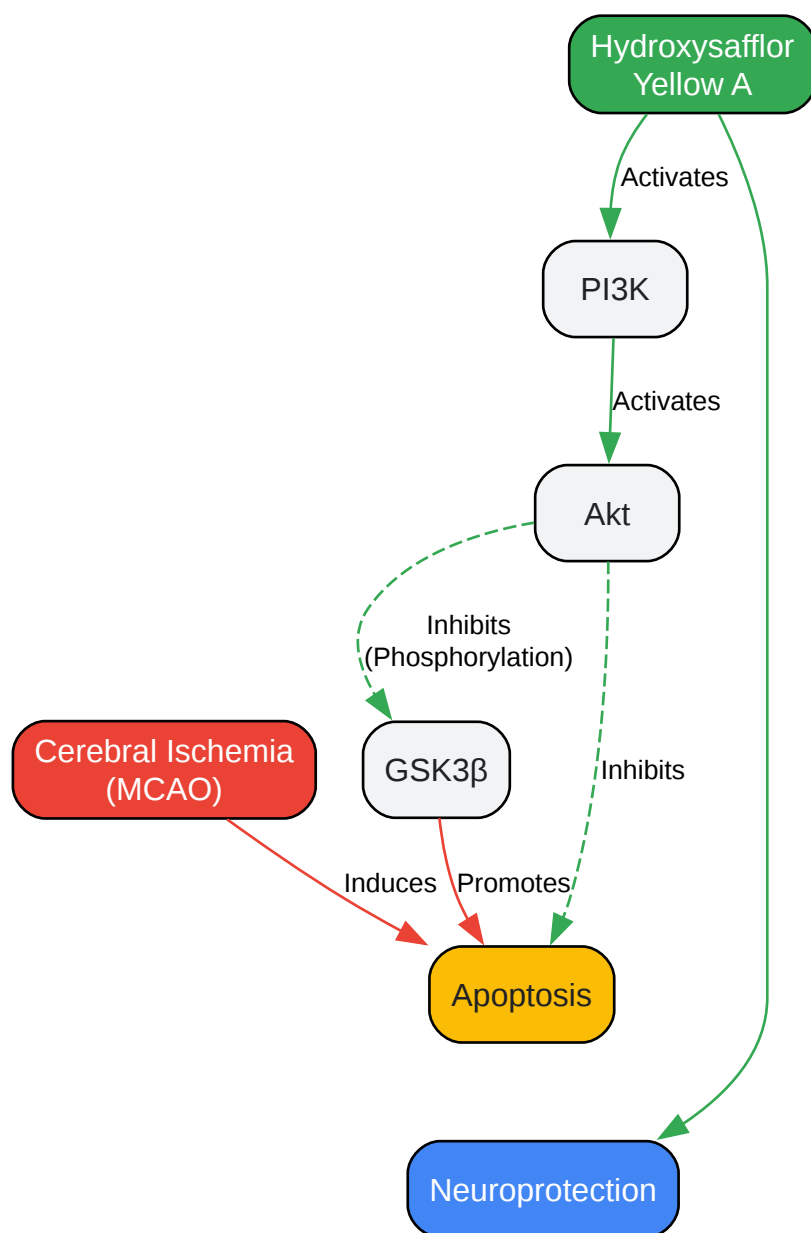 Hydroxysafflor
Yellow A
Activates
PI3K
Activates
Akt
Inhibits
(Phosphorylation)
Cerebral Ischemia
(MCAO)
GSK3β
Inhibits
Induces
Promotes
Apoptosis
Neuroprotection